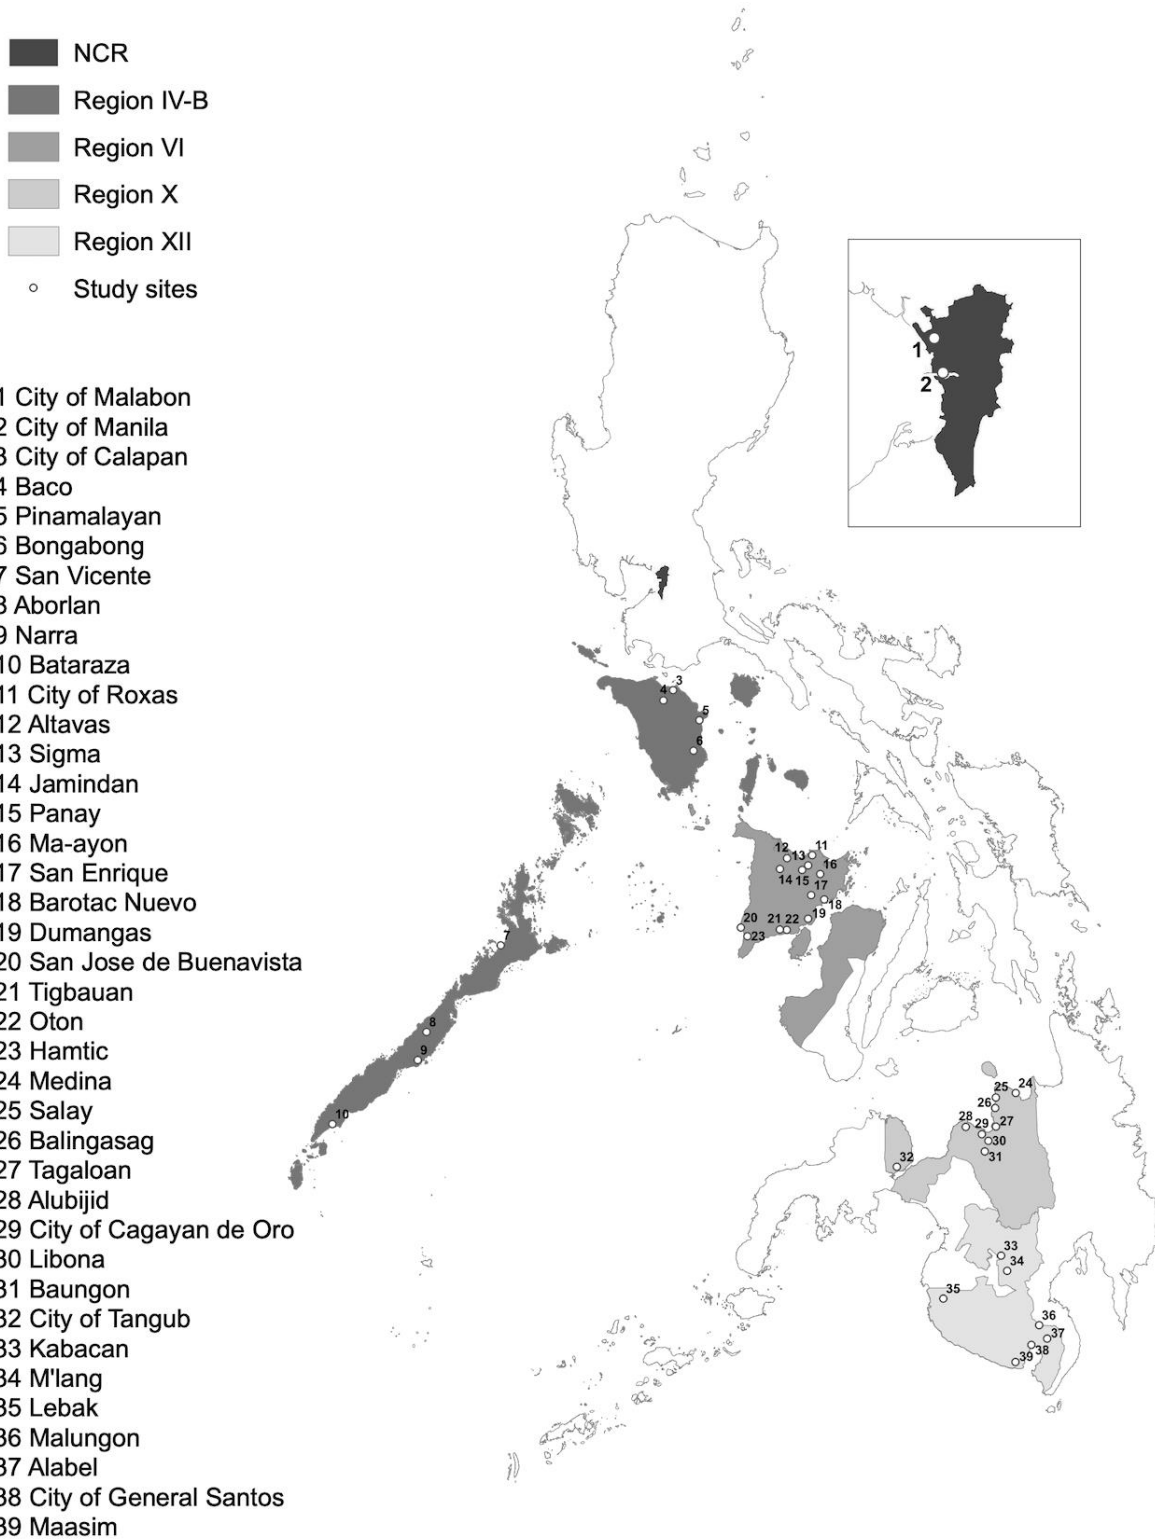 NCR
Region IV-B
Region VI
Region X
Region XII
Study sites
1 City of Malabon
2 City of Manila
3 City of Calapan
4 Baco
5 Pinamalayan
6 Bongabong
7 San Vicente
8 Aborlan
9 Narra
10 Bataraza
11 City of Roxas
12 Altavas
13 Sigma
14 Jamindan
15 Panay
16 Ma-ayon
17 San Enrique
18 Barotac Nuevo
19 Dumangas
20 San Jose de Buenavista
21 Tigbauan
22 Oton
23 Hamtic
24 Medina
25 Salay
26 Balingasag
27 Tagaloan
28 Alubijid
29 City of Cagayan de Oro
30 Libona
31 Baungon
32 City of Tangub
33 Kabacan
34 M'lang
35 Lebak
36 Malungon
37 Alabel
38 City of General Santos
39 Maasim
1
2
3
4
5
6
7
8
9
10
11
12
13
14
15
16
17
18
19
20
21
22
23
24
25
26
27
28
29
30
31
32
33
34
35
36
37
38
39